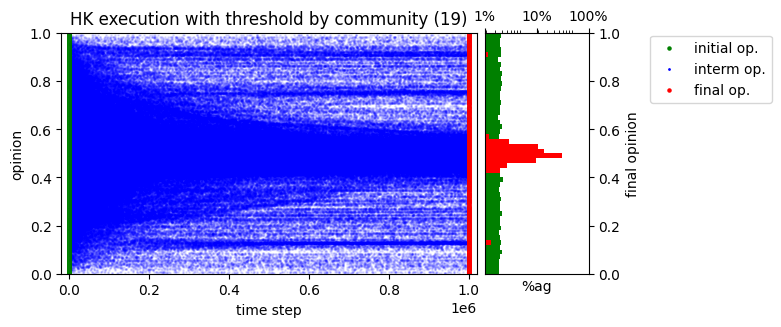 HK execution with threshold by community (19)
1% 10% 100%
initial op.
interm op.
final op.
opinion
1.0
0.8
0.6
0.4
0.2
0.0
1.0
0.8
0.6
0.4
0.2
0.0
final opinion
0.0 0.2 0.4 0.6 0.8 1.0
%ag
1e6
time step